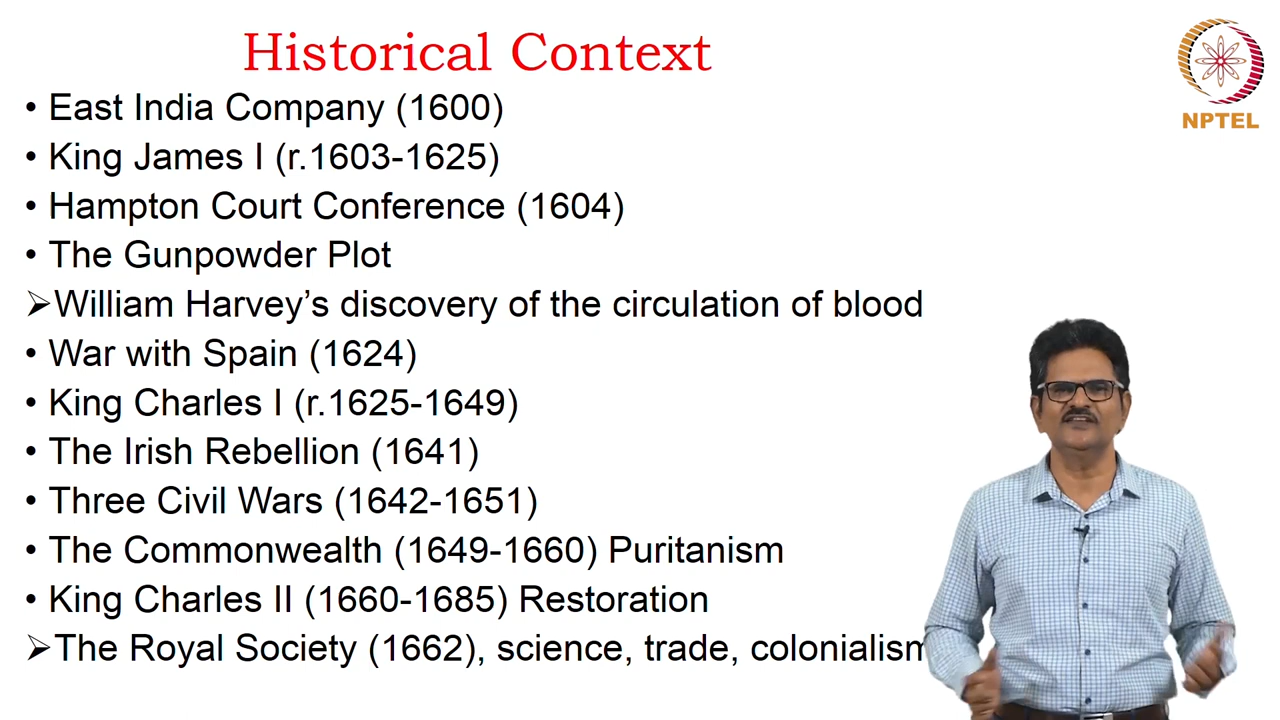 Historical Context
NPTEL
• East India Company (1600)
• King James I (r.1603-1625)
• Hampton Court Conference (1604)
• The Gunpowder Plot
➢William Harvey’s discovery of the circulation of blood
• War with Spain (1624)
• King Charles I (r.1625-1649)
• The Irish Rebellion (1641)
• Three Civil Wars (1642-1651)
• The Commonwealth (1649-1660) Puritanism
• King Charles II (1660-1685) Restoration
➢The Royal Society (1662), science, trade, colonialism